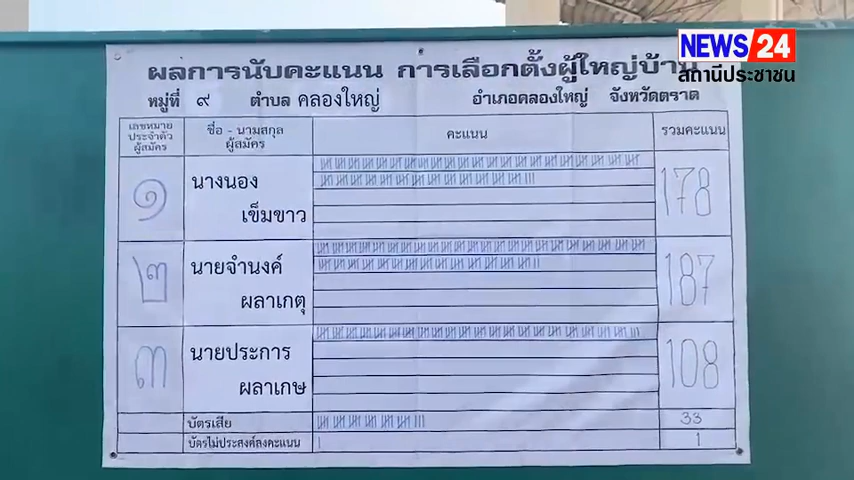 NEWS 24
สถานีประชาชน
ผลการนับคะแนน การเลือกตั้งผู้ใหญ่บ้าน
หมู่ที่ ๙ ตำบล คลองใหญ่ อำเภอคลองใหญ่ จังหวัดตราด
เลขหมายประจำตัวผู้สมัคร ชื่อ - นามสกุล ผู้สมัคร คะแนน รวมคะแนน
๑ นางนอง 178
เข็มขาว
๒ นายจำนงค์ 187
ผลาเกตุ
๓ นายประการ 108
ผลาเกษ
บัตรเสีย 33
บัตรไม่ประสงค์ลงคะแนน 1